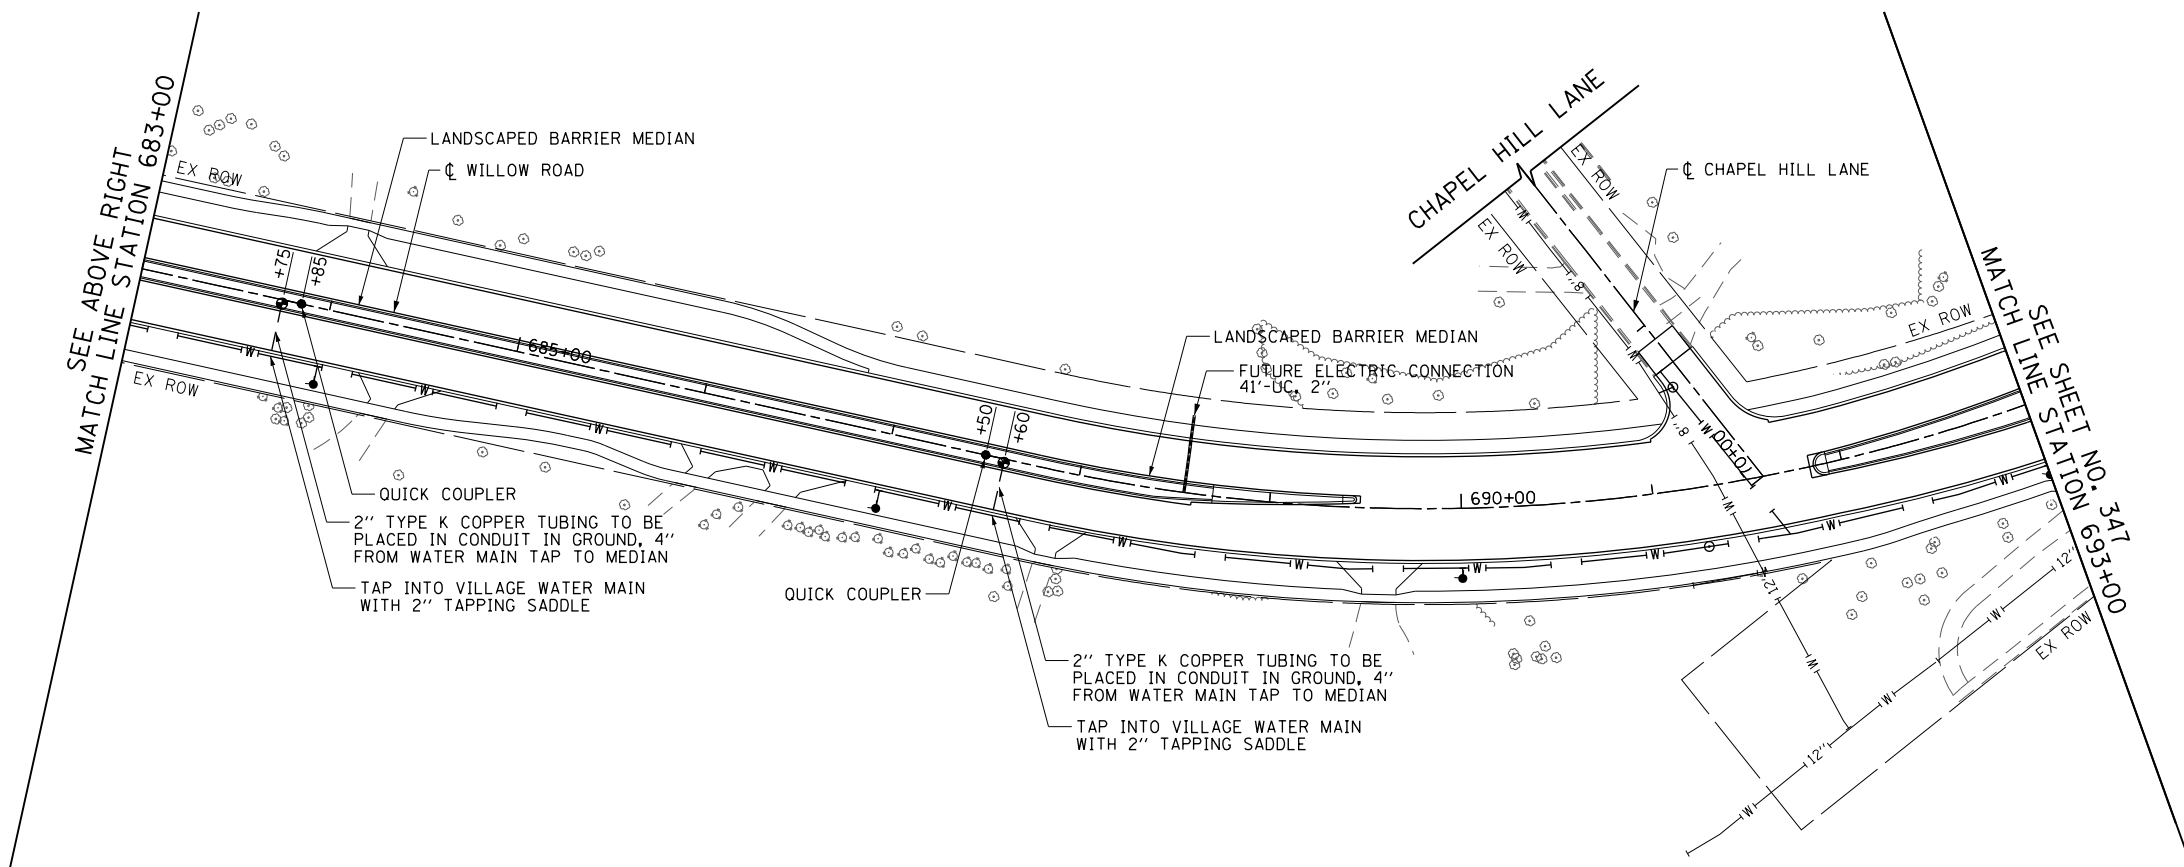 SEE ABOVE RIGHT
MATCH LINE STATION 683+00
EX ROW
LANDSCAPED BARRIER MEDIAN
℄ WILLOW ROAD
+75
+85
W
EX ROW
685+00
W
W
W
W
W
W
W
W
W
W
QUICK COUPLER
2" TYPE K COPPER TUBING TO BE
PLACED IN CONDUIT IN GROUND, 4"
FROM WATER MAIN TAP TO MEDIAN
TAP INTO VILLAGE WATER MAIN
WITH 2" TAPPING SADDLE
+50
+60
QUICK COUPLER
2" TYPE K COPPER TUBING TO BE
PLACED IN CONDUIT IN GROUND, 4"
FROM WATER MAIN TAP TO MEDIAN
TAP INTO VILLAGE WATER MAIN
WITH 2" TAPPING SADDLE
LANDSCAPED BARRIER MEDIAN
FUTURE ELECTRIC CONNECTION
41'-UC, 2"
690+00
CHAPEL HILL LANE
EX ROW
EX ROW
℄ CHAPEL HILL LANE
W
8"
W
8"
W
10+00
W
12"
W
EX ROW
SEE SHEET NO. 347
MATCH LINE STATION 693+00
12"
W
W
12"
W
EX ROW